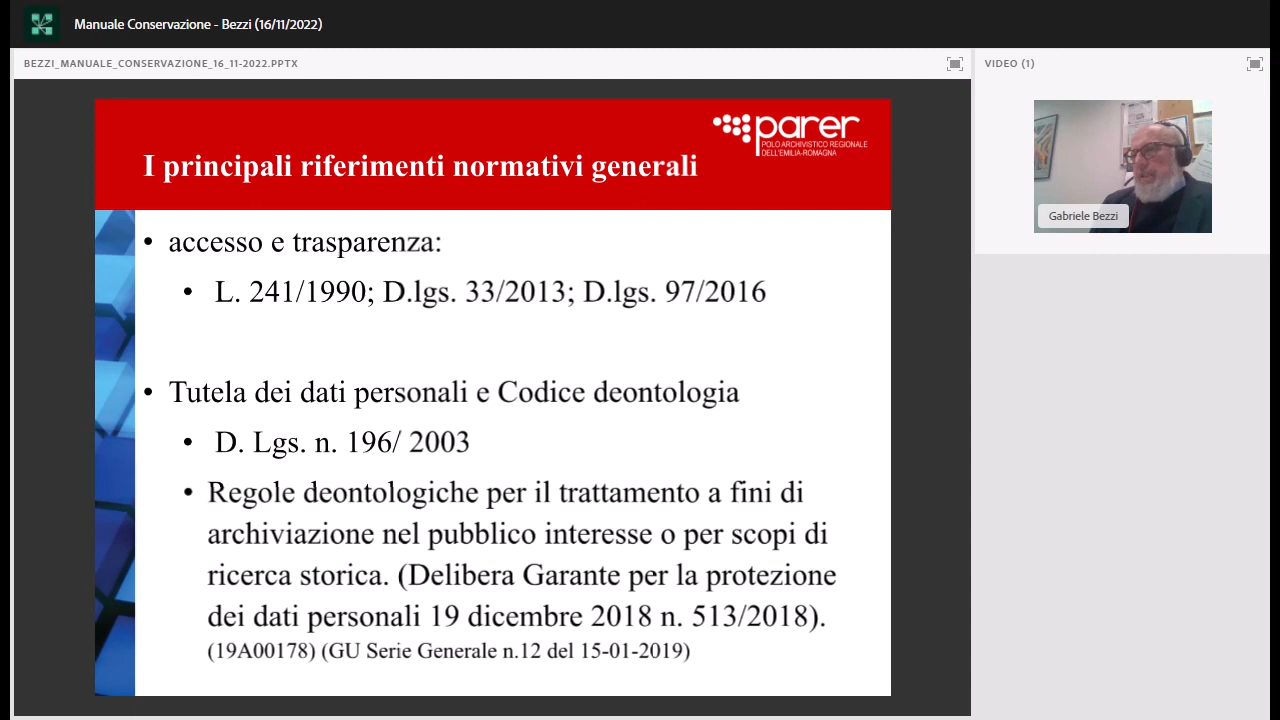 Manuale Conservazione - Bezzi (16/11/2022)
BEZZI_MANUALE_CONSERVAZIONE_16_11-2022.PPTX
VIDEO (1)
parer
POLO ARCHIVISTICO REGIONALE
DELL'EMILIA-ROMAGNA
I principali riferimenti normativi generali
• accesso e trasparenza:
• L. 241/1990; D.lgs. 33/2013; D.lgs. 97/2016
• Tutela dei dati personali e Codice deontologia
• D. Lgs. n. 196/ 2003
• Regole deontologiche per il trattamento a fini di
archiviazione nel pubblico interesse o per scopi di
ricerca storica. (Delibera Garante per la protezione
dei dati personali 19 dicembre 2018 n. 513/2018).
(19A00178) (GU Serie Generale n.12 del 15-01-2019)
Gabriele Bezzi